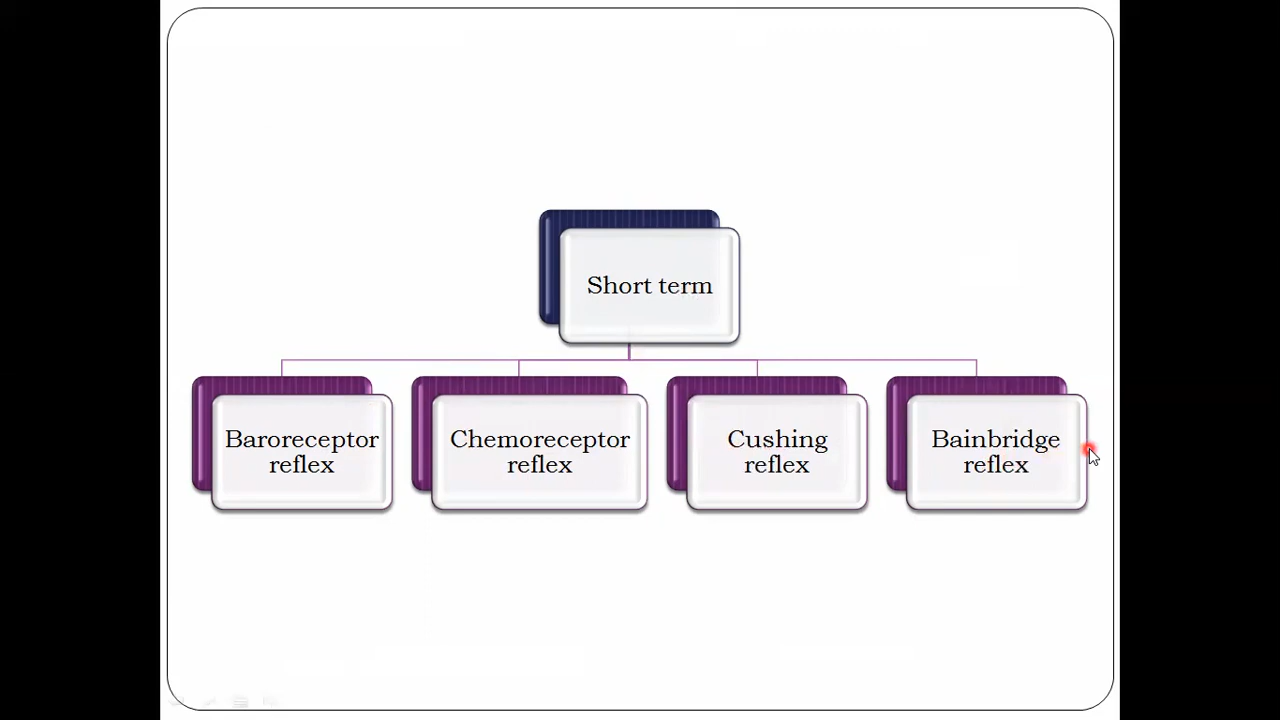 Short term
Baroreceptor
reflex
Chemoreceptor
reflex
Cushing
reflex
Bainbridge
reflex